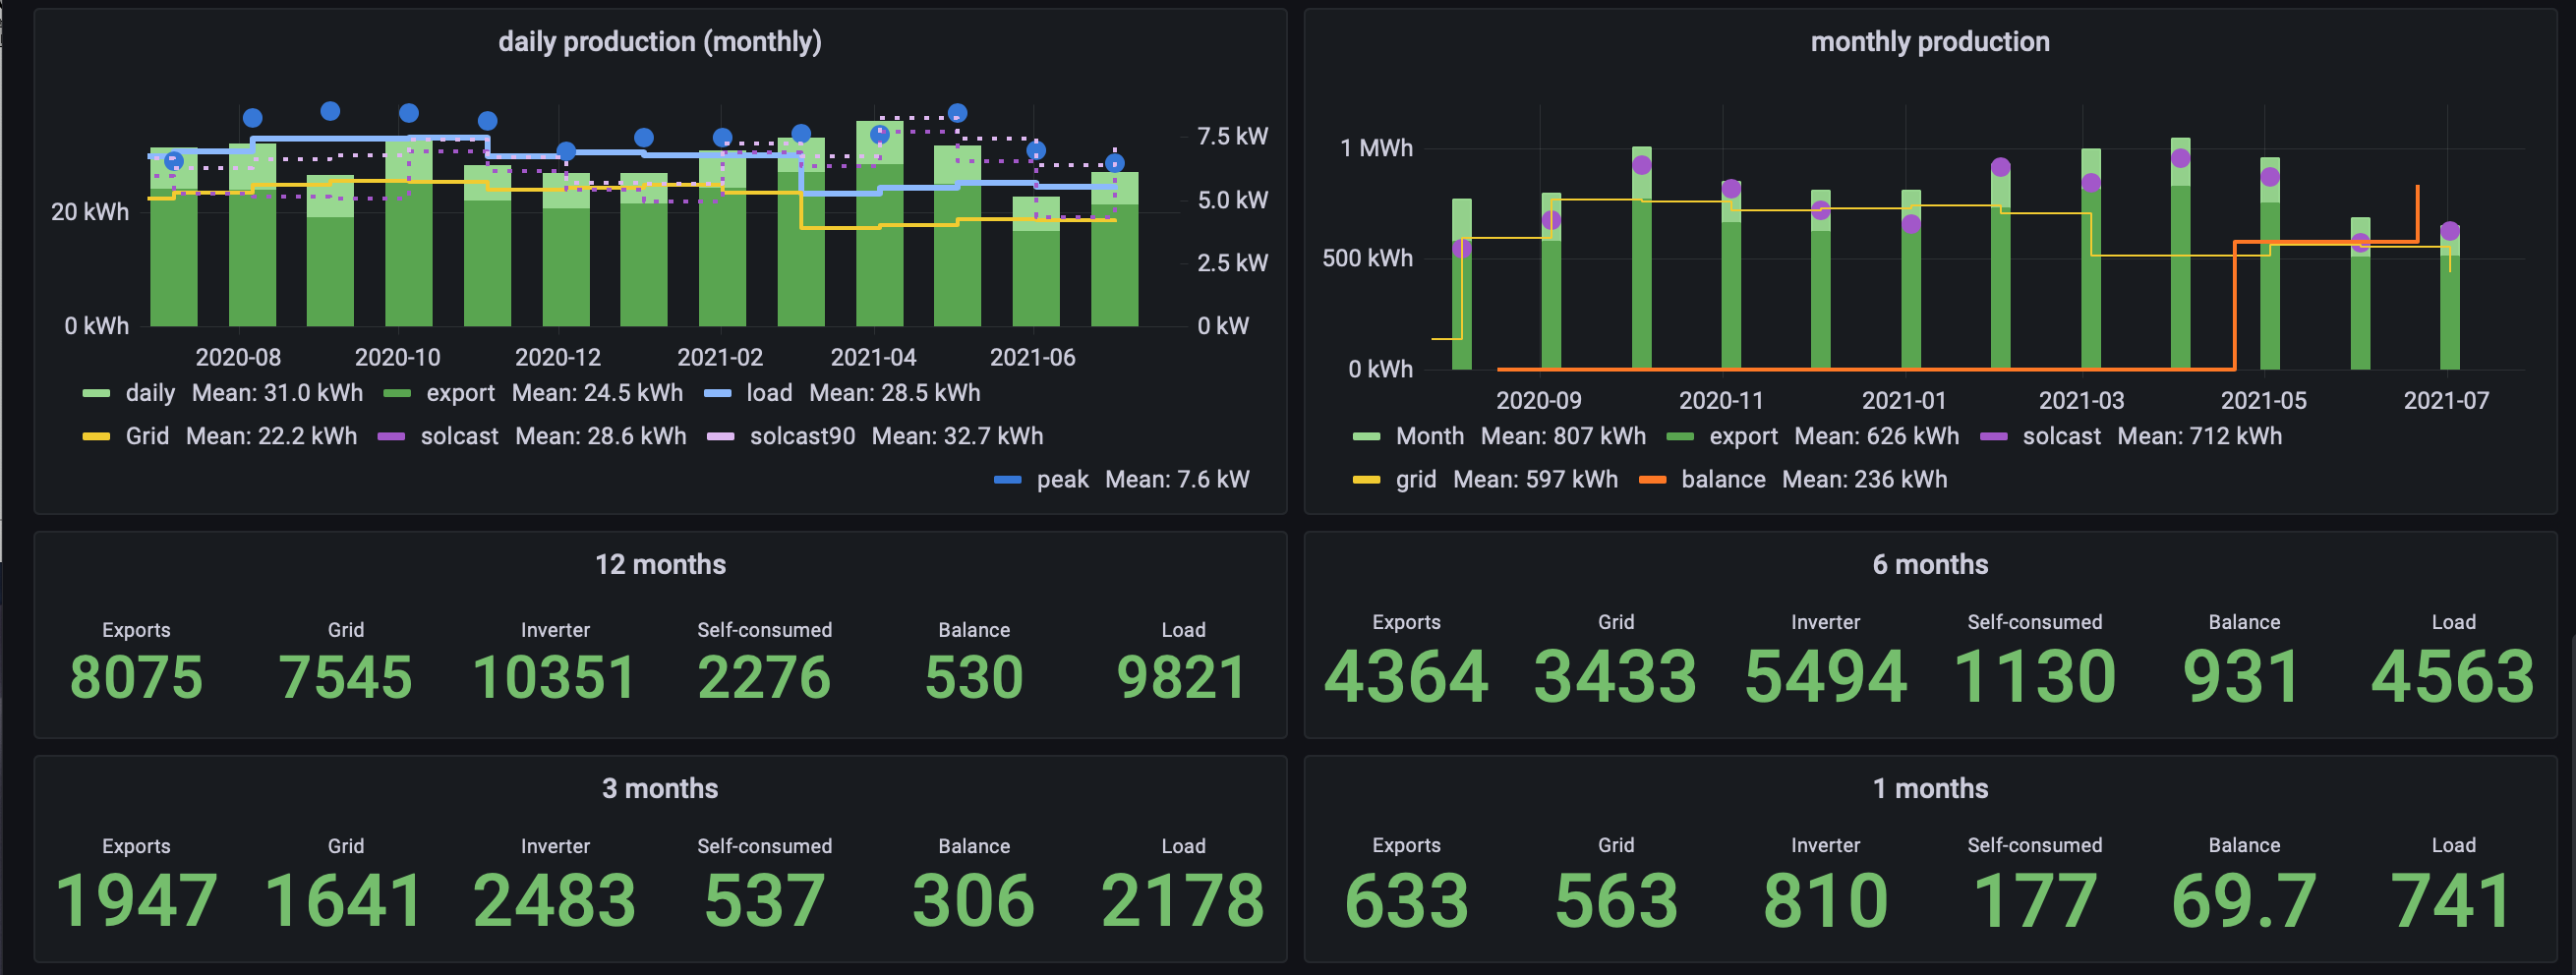 daily production (monthly)
7.5 kW
5.0 kW
20 kWh
2.5 kW
0 kWh
0 kW
2020-08 2020-10 2020-12 2021-02 2021-04 2021-06
daily Mean: 31.0 kWh export Mean: 24.5 kWh load Mean: 28.5 kWh
Grid Mean: 22.2 kWh solcast Mean: 28.6 kWh solcast90 Mean: 32.7 kWh
peak Mean: 7.6 kW
monthly production
1 MWh
500 kWh
0 kWh
2020-09 2020-11 2021-01 2021-03 2021-05 2021-07
Month Mean: 807 kWh export Mean: 626 kWh solcast Mean: 712 kWh
grid Mean: 597 kWh balance Mean: 236 kWh
12 months
Exports Grid Inverter Self-consumed Balance Load
8075 7545 10351 2276 530 9821
6 months
Exports Grid Inverter Self-consumed Balance Load
4364 3433 5494 1130 931 4563
3 months
Exports Grid Inverter Self-consumed Balance Load
1947 1641 2483 537 306 2178
1 months
Exports Grid Inverter Self-consumed Balance Load
633 563 810 177 69.7 741